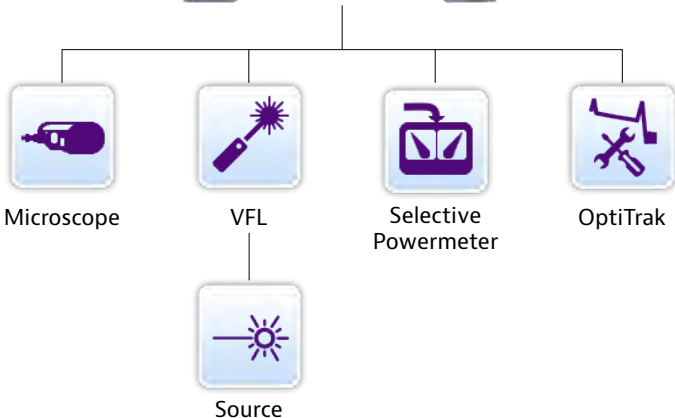 Microscope
VFL
Selective
Powermeter
OptiTrak
Source